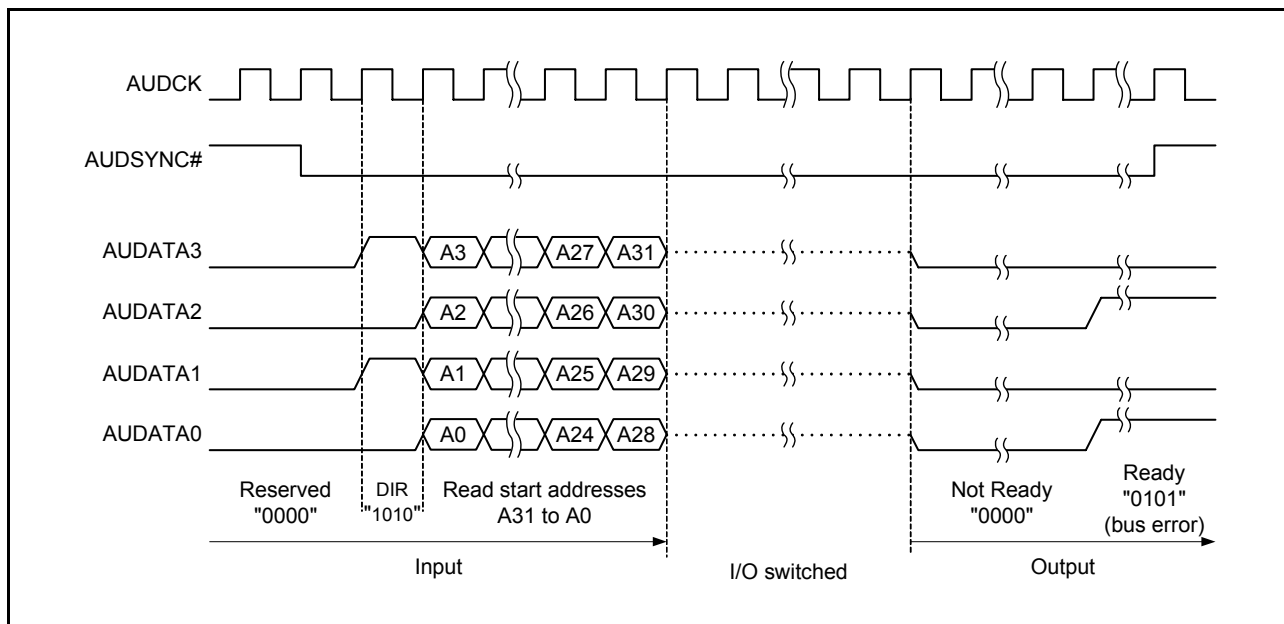 AUDCK
AUDSYNC#
AUDATA3
A3 A27 A31
AUDATA2
A2 A26 A30
AUDATA1
A1 A25 A29
AUDATA0
A0 A24 A28
Reserved
"0000"
DIR
"1010"
Read start addresses
A31 to A0
Not Ready
"0000"
Ready
"0101"
(bus error)
Input
I/O switched
Output